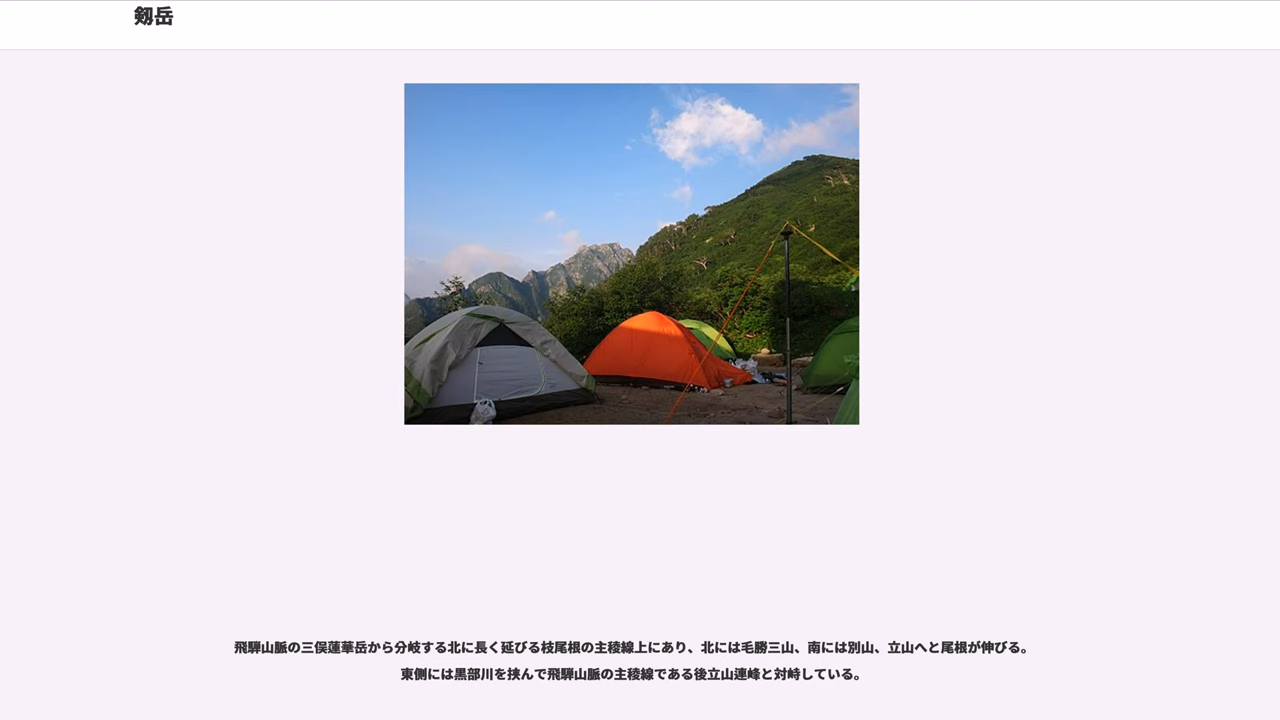 剱岳
飛騨山脈の三俣蓮華岳から分岐する北に長く延びる枝尾根の主稜線上にあり、北には毛勝三山、南には別山、立山へと尾根が伸びる。
東側には黒部川を挟んで飛騨山脈の主稜線である後立山連峰と対峙している。